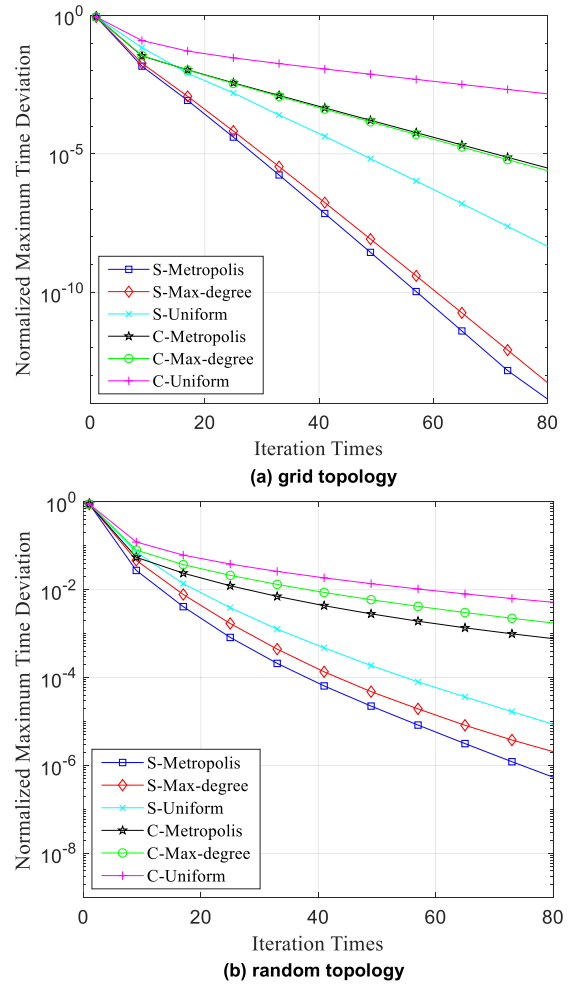 10^0
10^-5
10^-10
Normalized Maximum Time Deviation
S-Metropolis
S-Max-degree
S-Uniform
C-Metropolis
C-Max-degree
C-Uniform
0 20 40 60 80
Iteration Times
(a) grid topology
10^0
10^-2
10^-4
10^-6
10^-8
Normalized Maximum Time Deviation
S-Metropolis
S-Max-degree
S-Uniform
C-Metropolis
C-Max-degree
C-Uniform
0 20 40 60 80
Iteration Times
(b) random topology